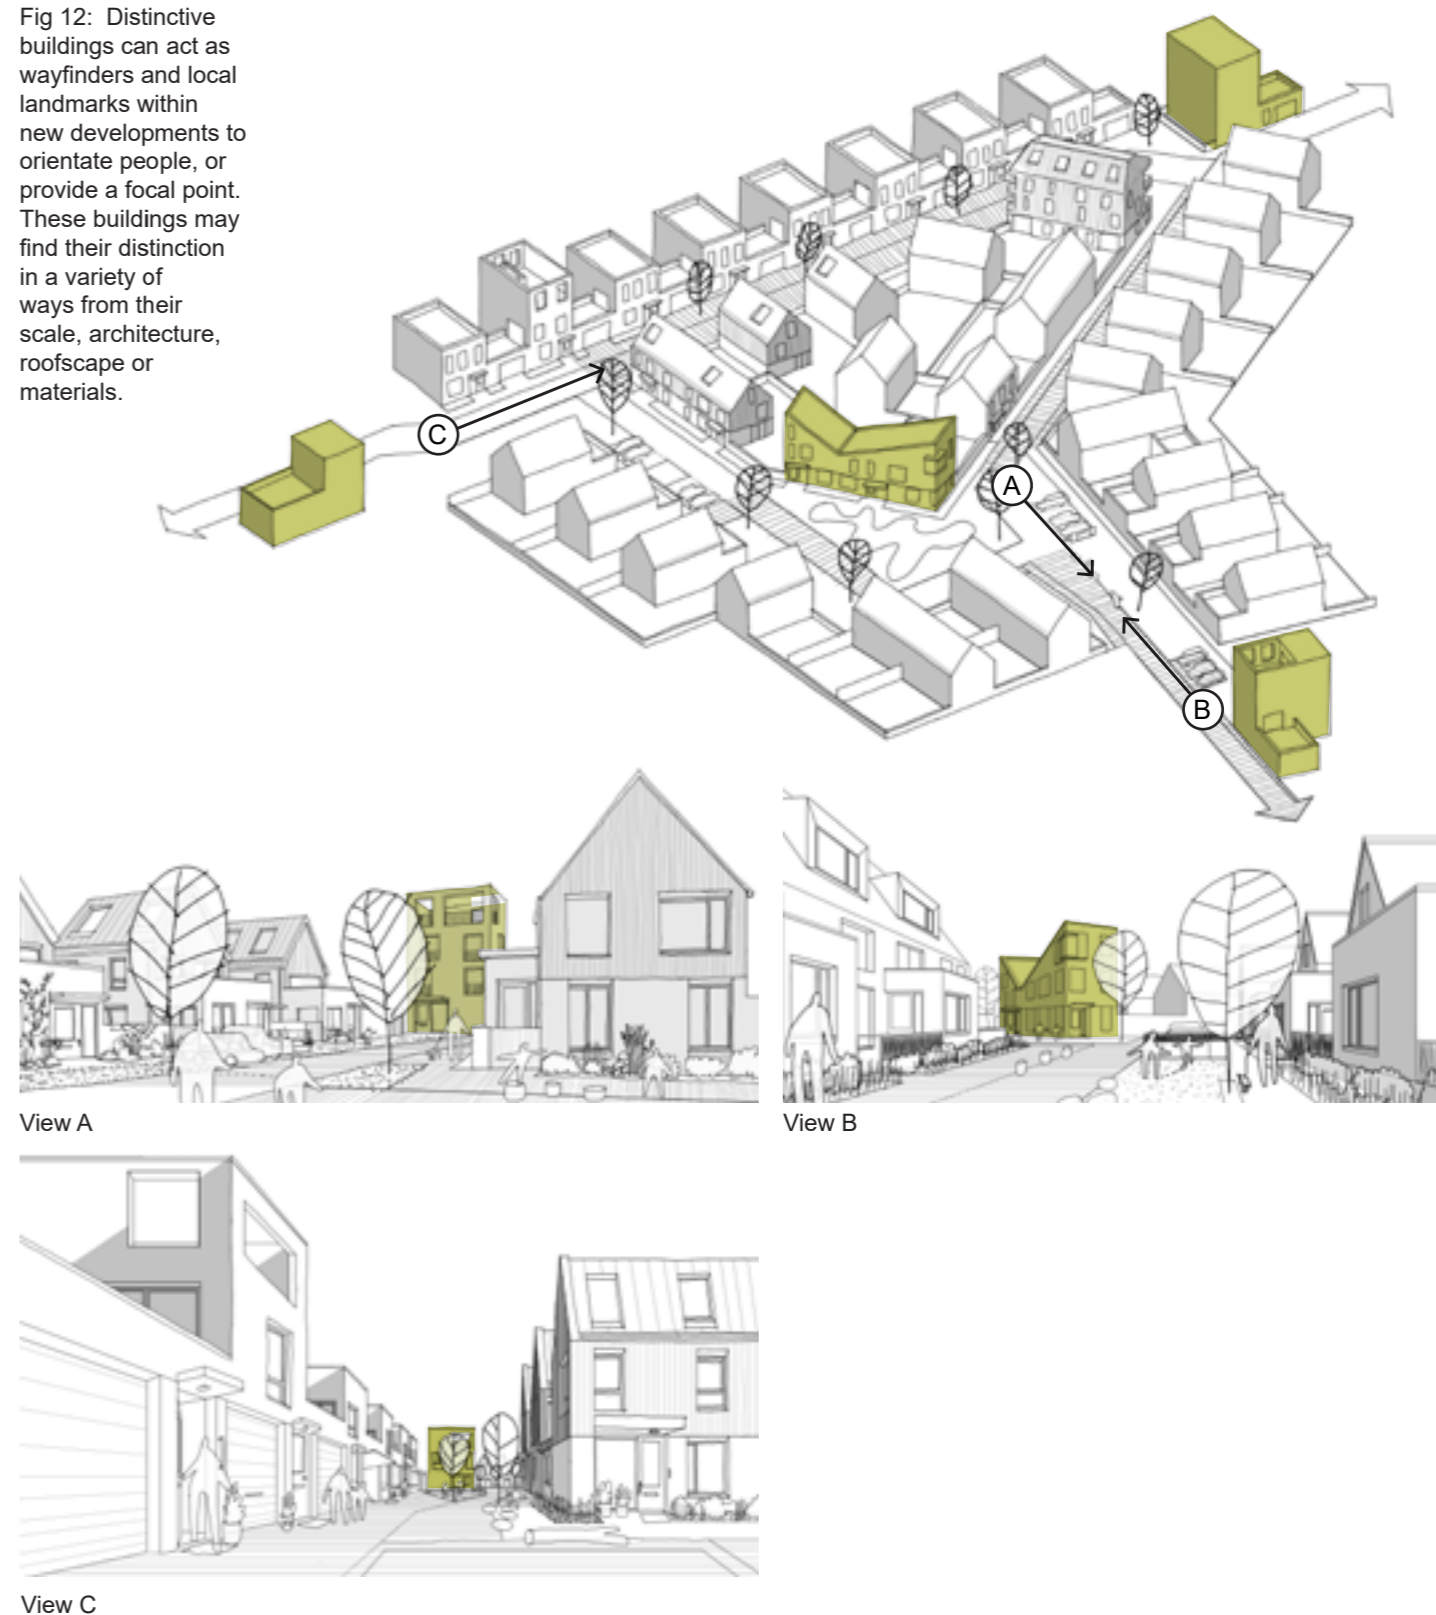 Fig 12:  Distinctive
buildings can act as
wayfinders and local
landmarks within
new developments to
orientate people, or
provide a focal point.
These buildings may
find their distinction
in a variety of
ways from their
scale, architecture,
roofscape or
materials.
C
A
B
View A
View B
View C